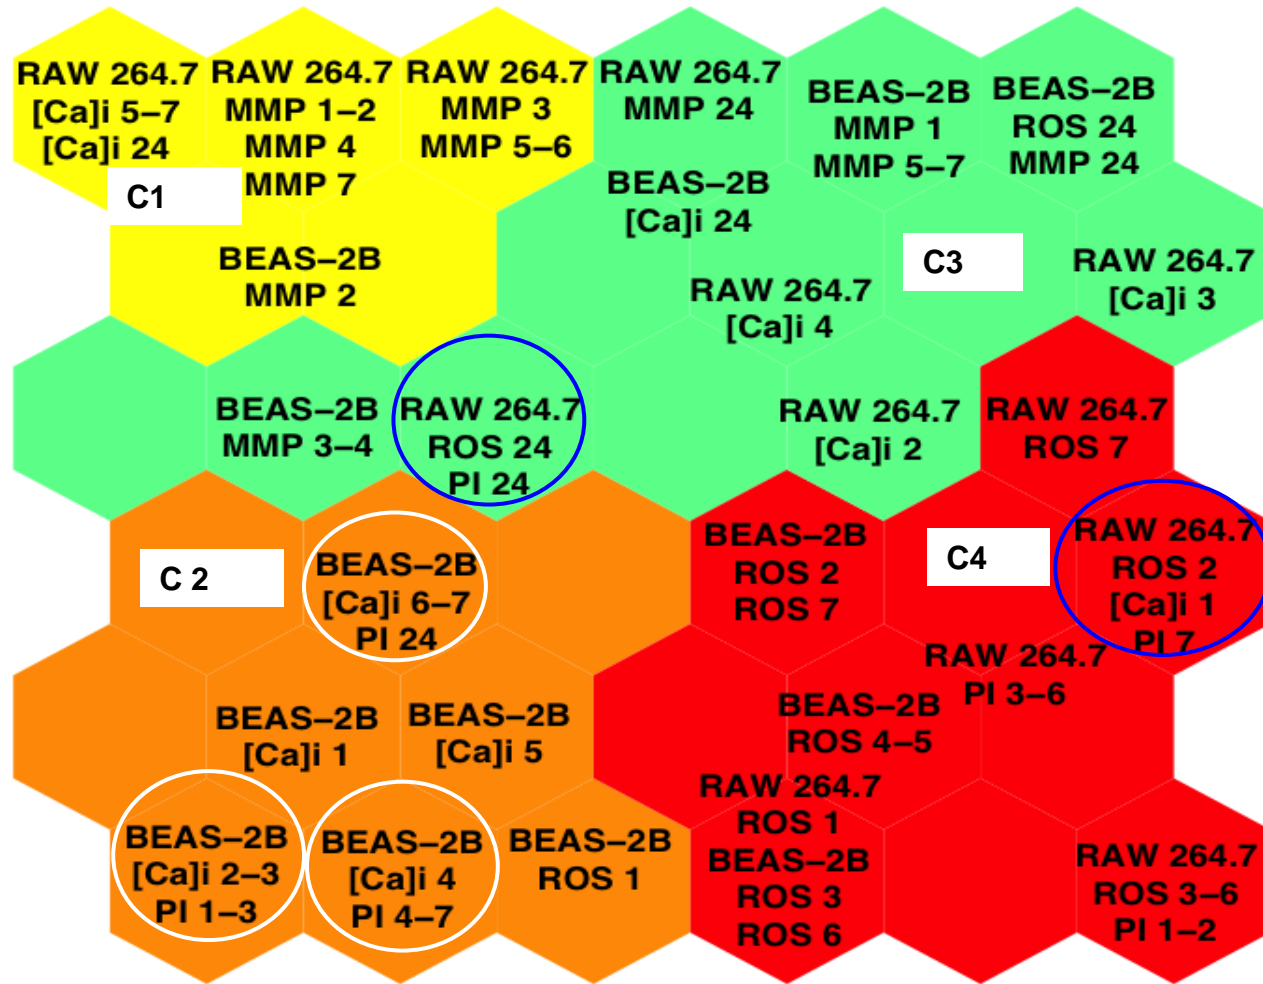 RAW 264.7
[Ca]i 5–7
[Ca]i 24
RAW 264.7
MMP 1–2
MMP 4
MMP 7
RAW 264.7
MMP 3
MMP 5–6
RAW 264.7
MMP 24
BEAS–2B
MMP 1
MMP 5–7
BEAS–2B
ROS 24
MMP 24
C1
BEAS–2B
MMP 2
BEAS–2B
[Ca]i 24
RAW 264.7
[Ca]i 4
C3
RAW 264.7
[Ca]i 3
BEAS–2B
MMP 3–4
RAW 264.7
ROS 24
PI 24
RAW 264.7
[Ca]i 2
RAW 264.7
ROS 7
C 2
BEAS–2B
[Ca]i 6–7
PI 24
BEAS–2B
ROS 2
ROS 7
C4
RAW 264.7
ROS 2
[Ca]i 1
PI 7
BEAS–2B
[Ca]i 1
BEAS–2B
[Ca]i 5
BEAS–2B
ROS 4–5
RAW 264.7
PI 3–6
BEAS–2B
[Ca]i 2–3
PI 1–3
BEAS–2B
[Ca]i 4
PI 4–7
BEAS–2B
ROS 1
RAW 264.7
ROS 1
BEAS–2B
ROS 3
ROS 6
RAW 264.7
ROS 3–6
PI 1–2